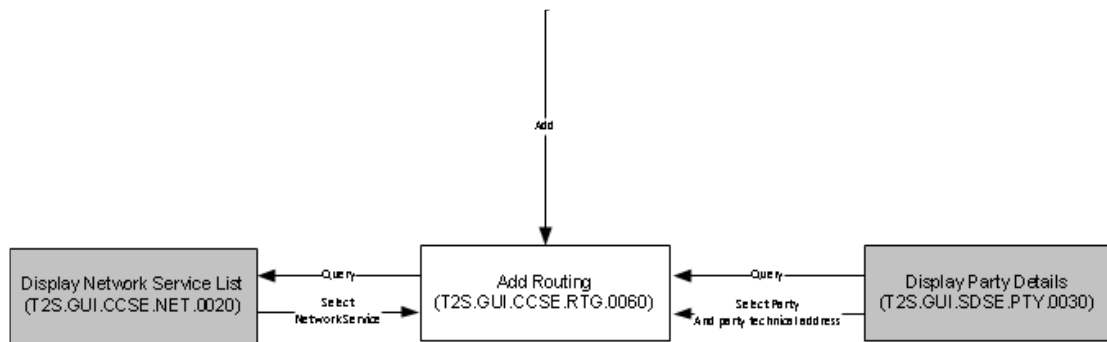 Add
Display Network Service List
(T2S.GUI.CCSE.NET.0020)
Query
Select
NetworkService
Add Routing
(T2S.GUI.CCSE.RTG.0060)
Query
Select Party
And party technical address
Display Party Details
(T2S.GUI.SDSE.PTY.0030)